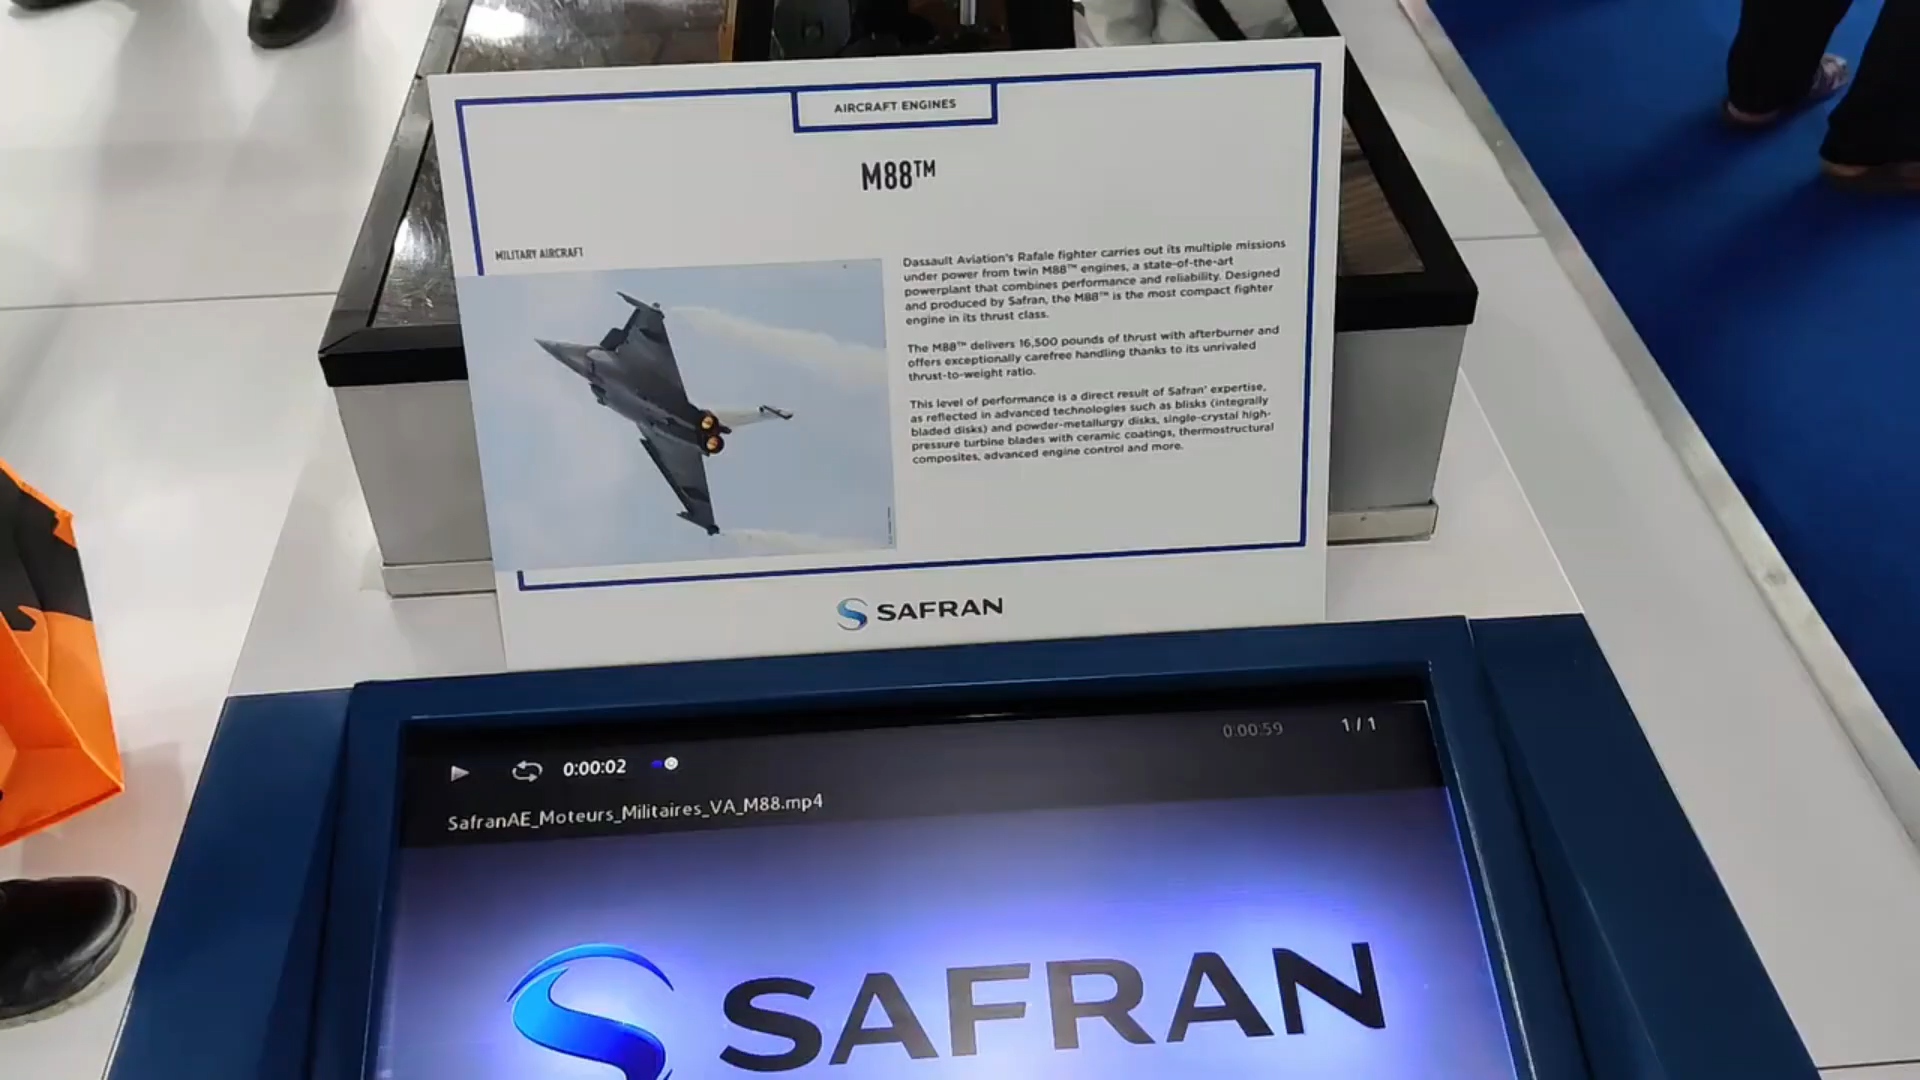 AIRCRAFT ENGINES
M88™
MILITARY AIRCRAFT
Dassault Aviation's Rafale fighter carries out its multiple missions
under power from twin M88™ engines, a state-of-the-art
powerplant that combines performance and reliability. Designed
and produced by Safran, the M88™ is the most compact fighter
engine in its thrust class.
The M88™ delivers 16,500 pounds of thrust with afterburner and
offers exceptionally carefree handling thanks to its unrivaled
thrust-to-weight ratio.
This level of performance is a direct result of Safran' expertise,
as reflected in advanced technologies such as blisks (integrally
bladed disks) and powder-metallurgy disks, single-crystal high-
pressure turbine blades with ceramic coatings, thermostructural
composites, advanced engine control and more.
SAFRAN
0:00:02
0:00:59
1 / 1
SafranAE_Moteurs_Militaires_VA_M88.mp4
SAFRAN